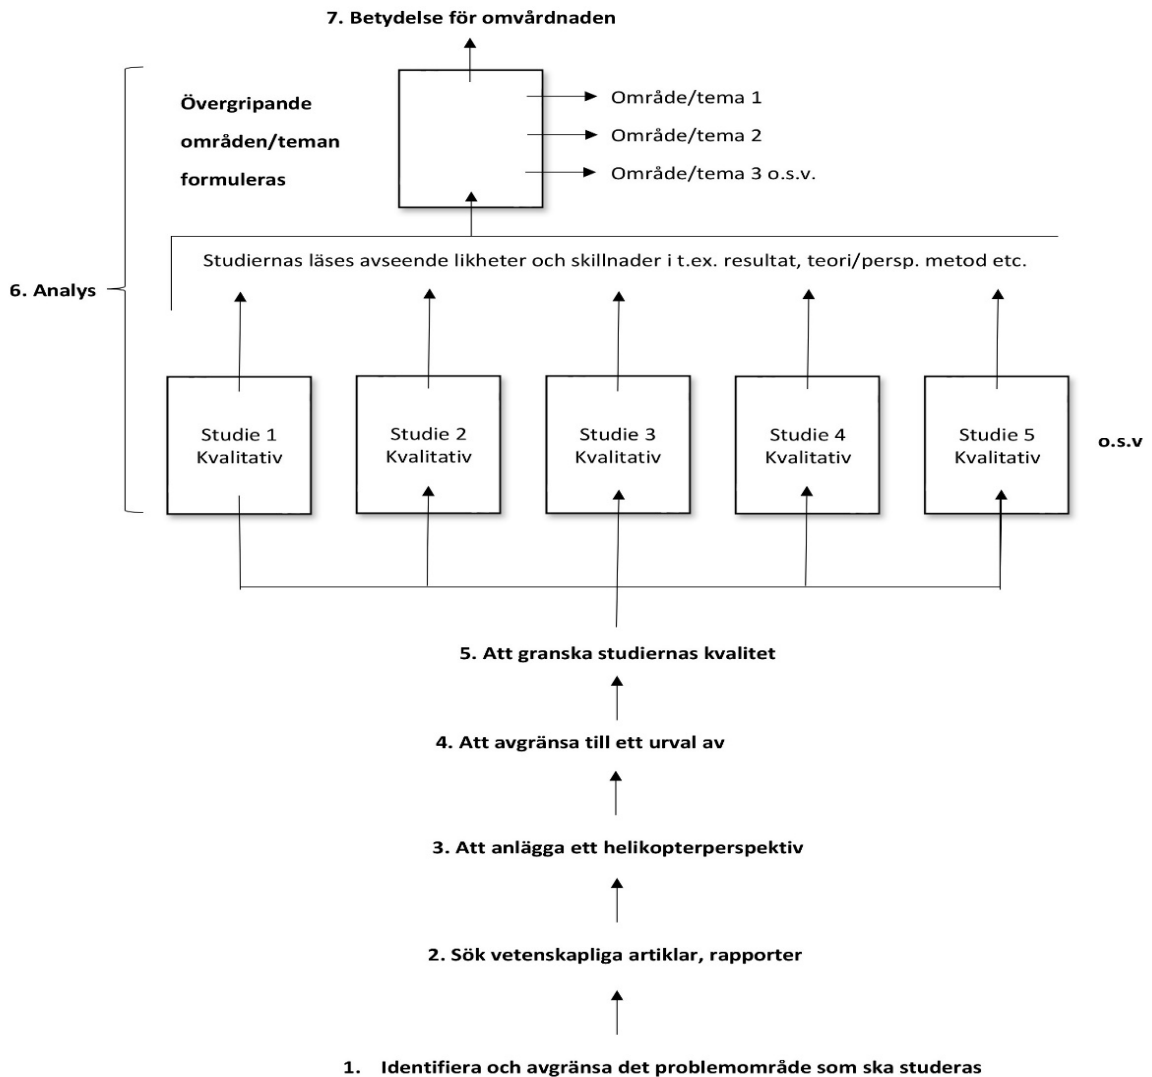 7. Betydelse för omvårdnaden
Övergripande
områden/teman
formuleras
Område/tema 1
Område/tema 2
Område/tema 3 o.s.v.
Studiernas läses avseende likheter och skillnader i t.ex. resultat, teori/persp. metod etc.
6. Analys
Studie 1
Kvalitativ
Studie 2
Kvalitativ
Studie 3
Kvalitativ
Studie 4
Kvalitativ
Studie 5
Kvalitativ
o.s.v
5. Att granska studiernas kvalitet
4. Att avgränsa till ett urval av
3. Att anlägga ett helikopterperspektiv
2. Sök vetenskapliga artiklar, rapporter
1. Identifiera och avgränsa det problemområde som ska studeras